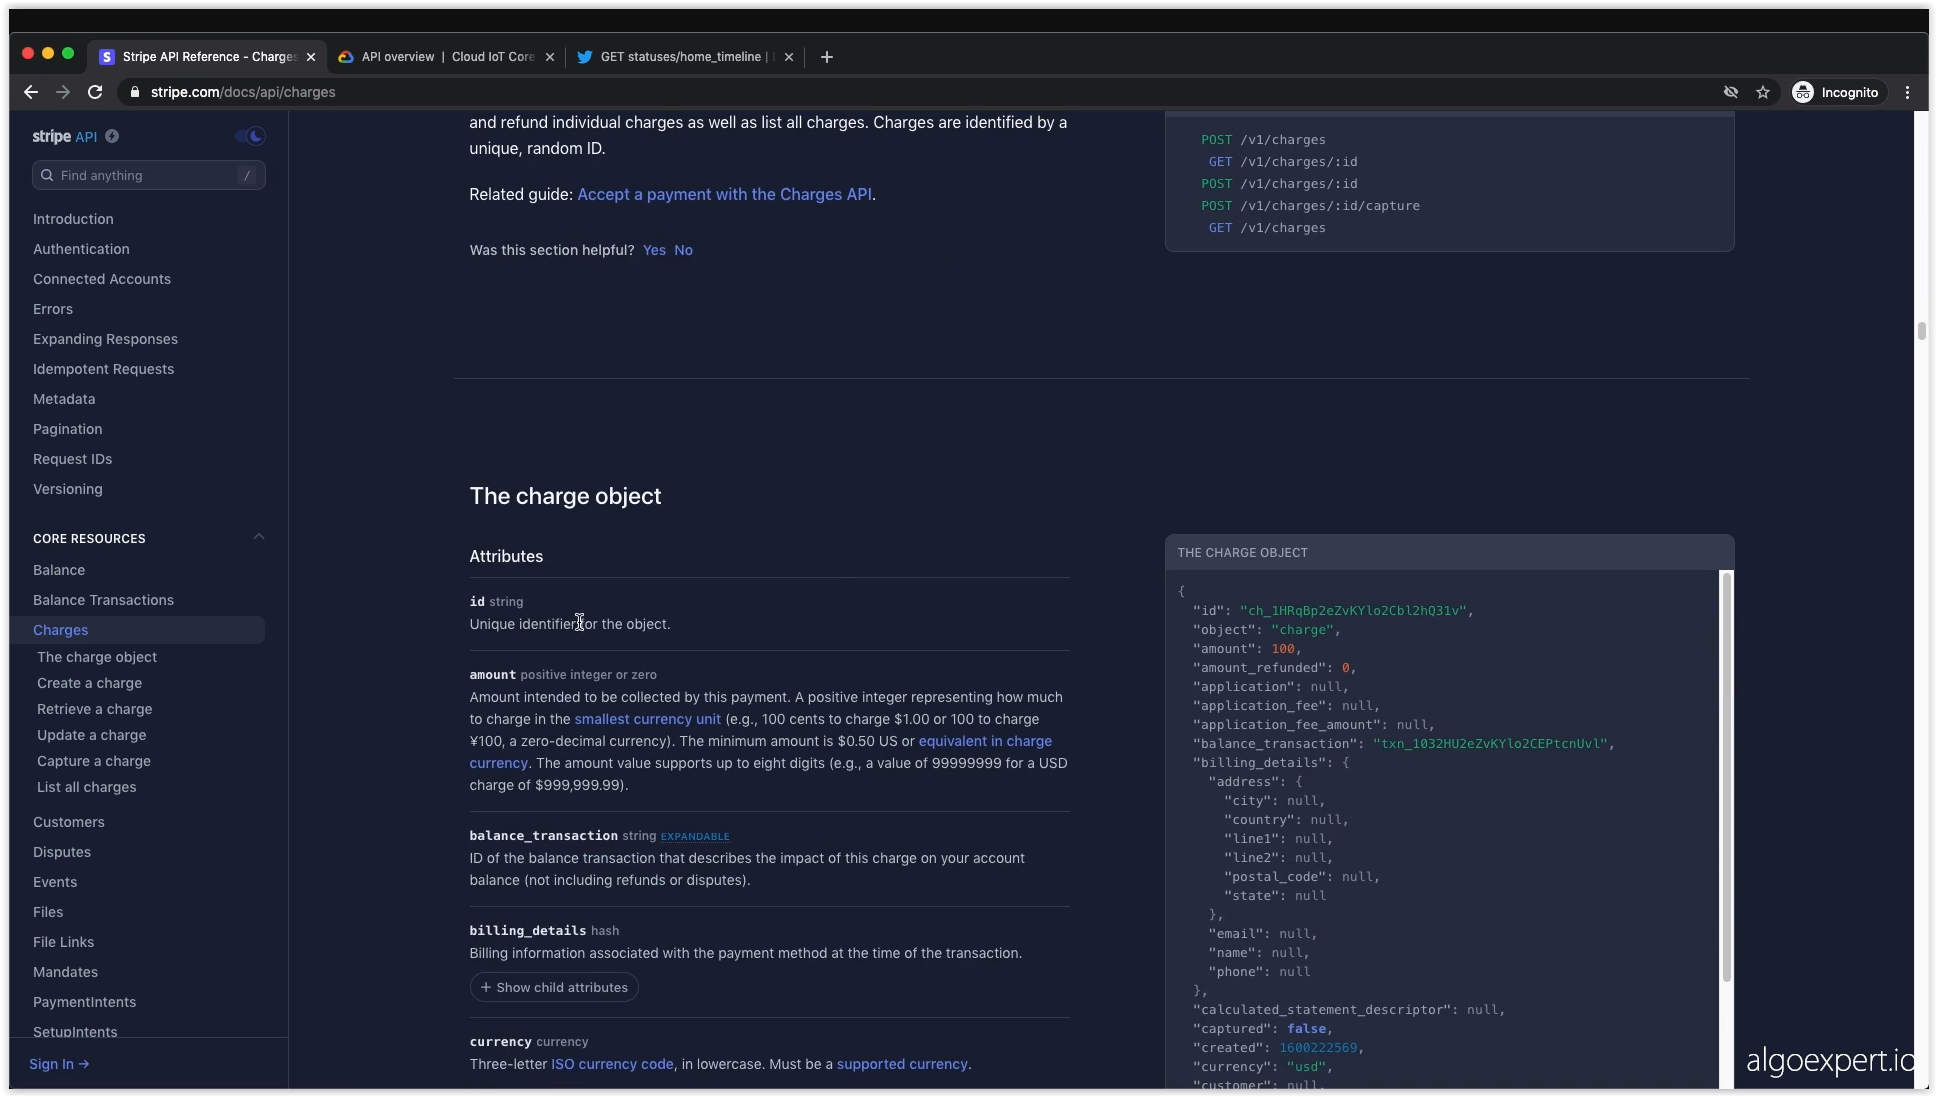 Stripe API Reference - Charges
API overview | Cloud IoT Core
GET statuses/home_timeline |
stripe.com/docs/api/charges
Incognito
stripe API
Find anything /
Introduction
Authentication
Connected Accounts
Errors
Expanding Responses
Idempotent Requests
Metadata
Pagination
Request IDs
Versioning
CORE RESOURCES
Balance
Balance Transactions
Charges
The charge object
Create a charge
Retrieve a charge
Update a charge
Capture a charge
List all charges
Customers
Disputes
Events
Files
File Links
Mandates
PaymentIntents
SetupIntents
Sign In →
and refund individual charges as well as list all charges. Charges are identified by a
unique, random ID.
Related guide: Accept a payment with the Charges API.
Was this section helpful? Yes No
POST /v1/charges
GET /v1/charges/:id
POST /v1/charges/:id
POST /v1/charges/:id/capture
GET /v1/charges
The charge object
Attributes
id string
Unique identifier for the object.
amount positive integer or zero
Amount intended to be collected by this payment. A positive integer representing how much
to charge in the smallest currency unit (e.g., 100 cents to charge $1.00 or 100 to charge
¥100, a zero-decimal currency). The minimum amount is $0.50 US or equivalent in charge
currency. The amount value supports up to eight digits (e.g., a value of 99999999 for a USD
charge of $999,999.99).
balance_transaction string EXPANDABLE
ID of the balance transaction that describes the impact of this charge on your account
balance (not including refunds or disputes).
billing_details hash
Billing information associated with the payment method at the time of the transaction.
+ Show child attributes
currency currency
Three-letter ISO currency code, in lowercase. Must be a supported currency.
THE CHARGE OBJECT
{
"id": "ch_1HRqBp2eZvKYlo2Cbl2hQ31v",
"object": "charge",
"amount": 100,
"amount_refunded": 0,
"application": null,
"application_fee": null,
"application_fee_amount": null,
"balance_transaction": "txn_1032HU2eZvKYlo2CEPtcnUvl",
"billing_details": {
"address": {
"city": null,
"country": null,
"line1": null,
"line2": null,
"postal_code": null,
"state": null
},
"email": null,
"name": null,
"phone": null
},
"calculated_statement_descriptor": null,
"captured": false,
"created": 1600222569,
"currency": "usd",
"customer": null,
algoexpert.io